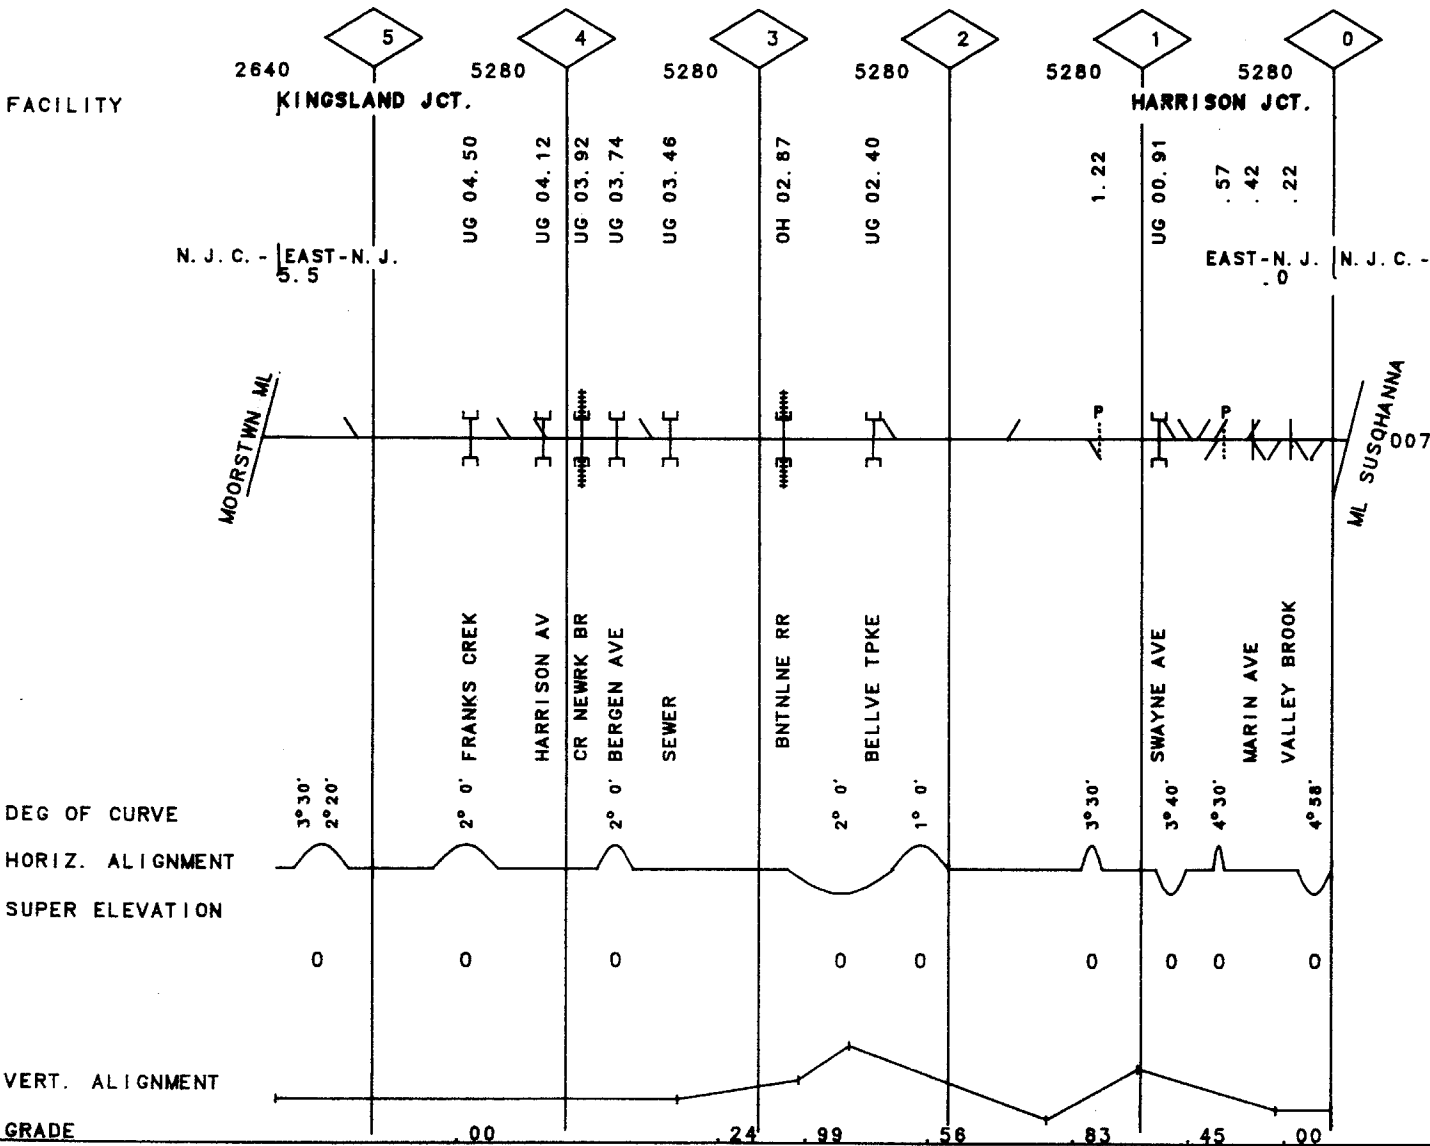 5 4 3 2 1 0
2640 5280 5280 5280 5280 5280
FACILITY KINGSLAND JCT. HARRISON JCT.
UG 04.50
UG 04.12
UG 03.92
UG 03.74
UG 03.46
OH 02.87
UG 02.40
1.22
UG 00.91
.57
.42
.22
N.J.C.- EAST-N.J. EAST-N.J. N.J.C.-
5.5 .0
MOORSTWN ML
P P
ML SUSQHANNA
007
FRANKS CREK
HARRISON AV
CR NEWRK BR
BERGEN AVE
SEWER
BNTNLNE RR
BELLVE TPKE
SWAYNE AVE
MARIN AVE
VALLEY BROOK
DEG OF CURVE 3°30' 2°20' 2° 0' 2° 0' 2° 0' 1° 0' 3°30' 3°40' 4°30' 4°58'
HORIZ. ALIGNMENT
SUPER ELEVATION
0 0 0 0 0 0 0 0 0
VERT. ALIGNMENT
GRADE .00 .24 .99 .56 .83 .45 .00